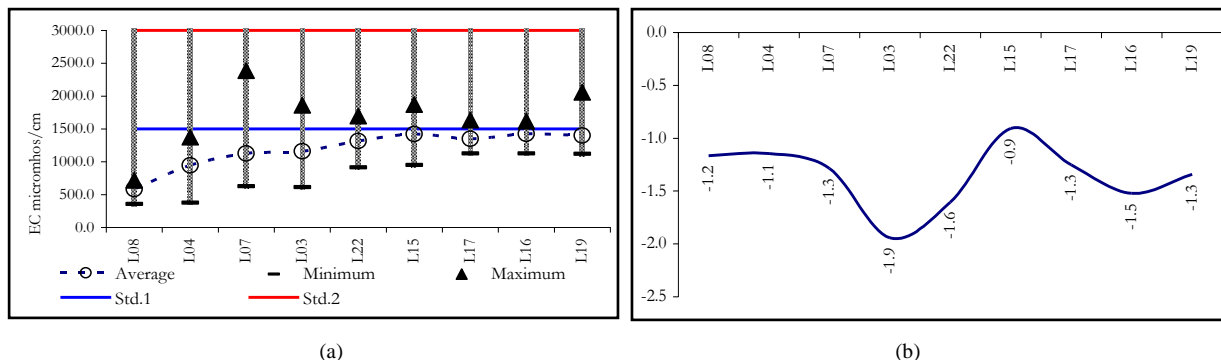 3000.0
2500.0
2000.0
1500.0
1000.0
500.0
0.0
EC micromhos/cm
L08 L04 L07 L03 L22 L15 L17 L16 L19
Average Minimum Maximum
Std.1 Std.2
(a)
0.0
-0.5
-1.0
-1.5
-2.0
-2.5
L08 L04 L07 L03 L22 L15 L17 L16 L19
-1.2 -1.1 -1.3 -1.9 -1.6 -0.9 -1.3 -1.5 -1.3
(b)